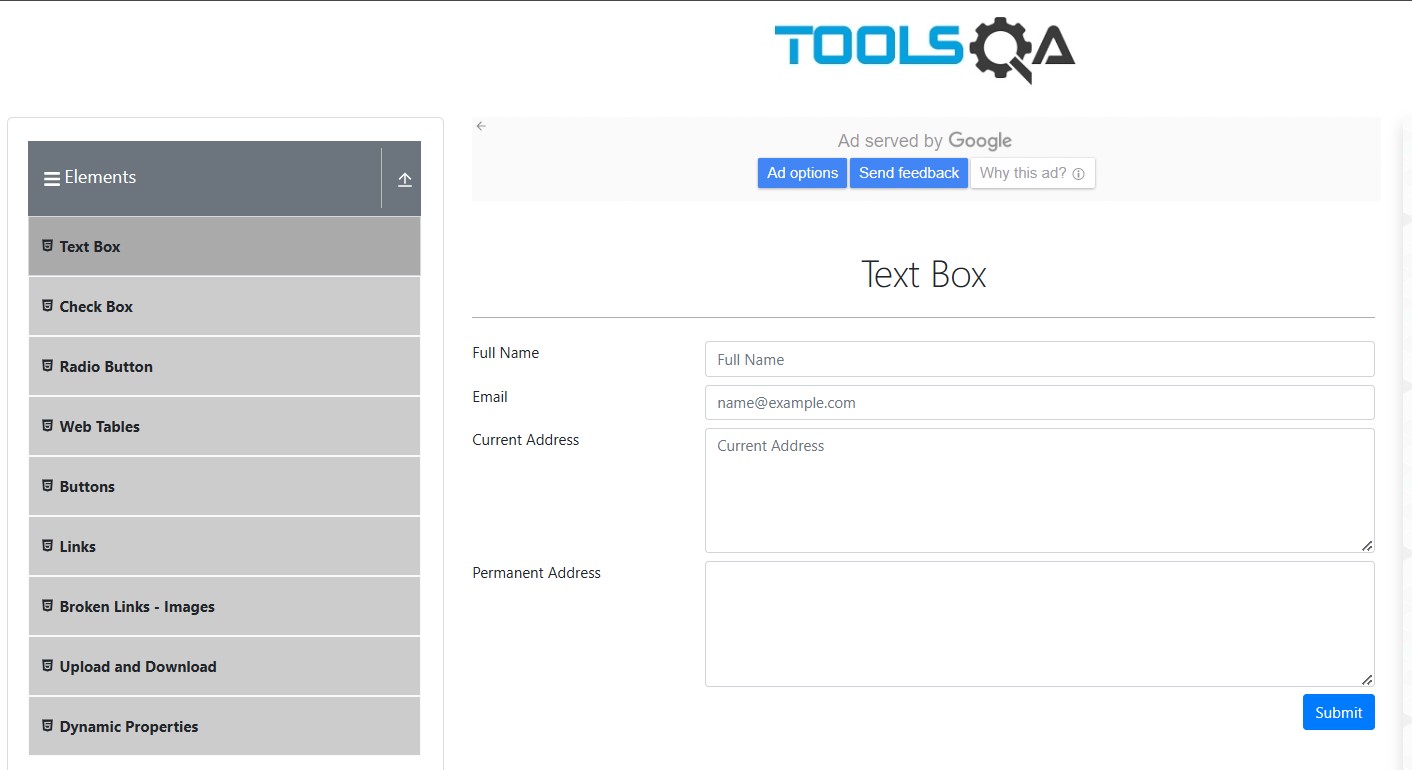 TOOLSQA
Elements
Text Box
Check Box
Radio Button
Web Tables
Buttons
Links
Broken Links - Images
Upload and Download
Dynamic Properties
Ad served by Google
Ad options Send feedback Why this ad?
Text Box
Full Name Full Name
Email name@example.com
Current Address Current Address
Permanent Address
Submit